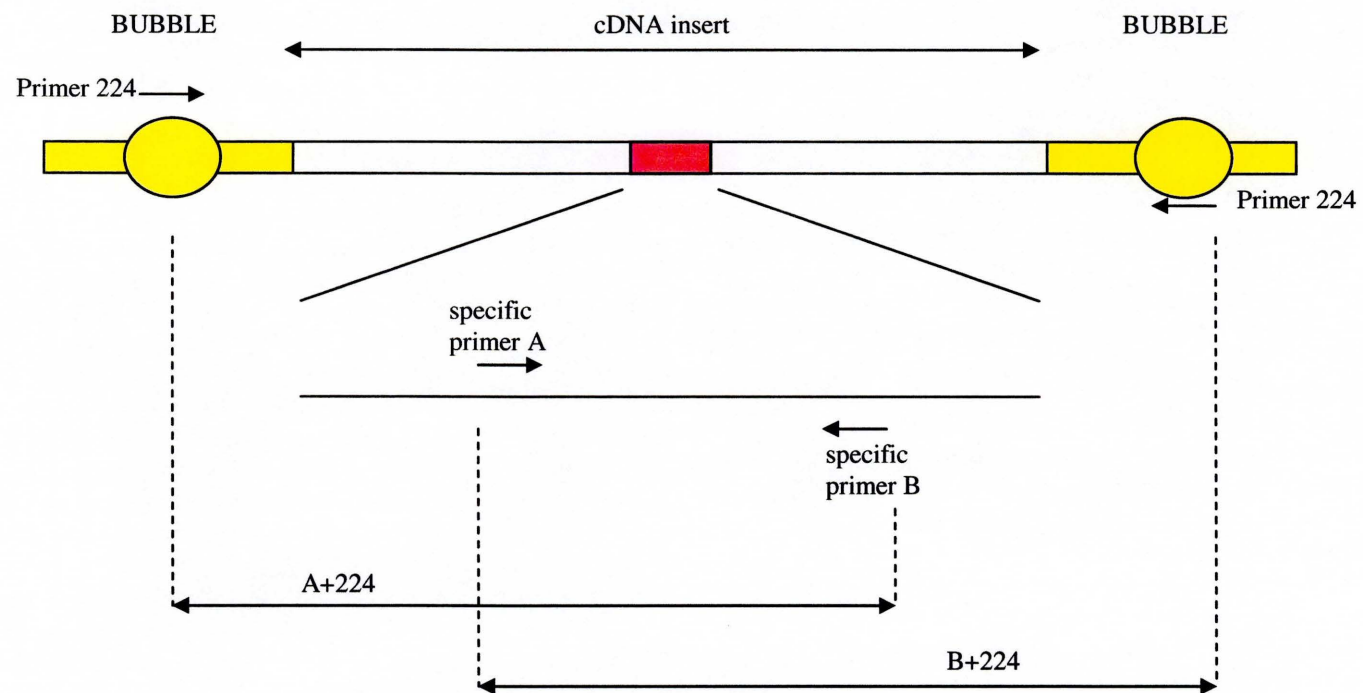 BUBBLE
cDNA insert
BUBBLE
Primer 224
Primer 224
specific
primer A
specific
primer B
A+224
B+224